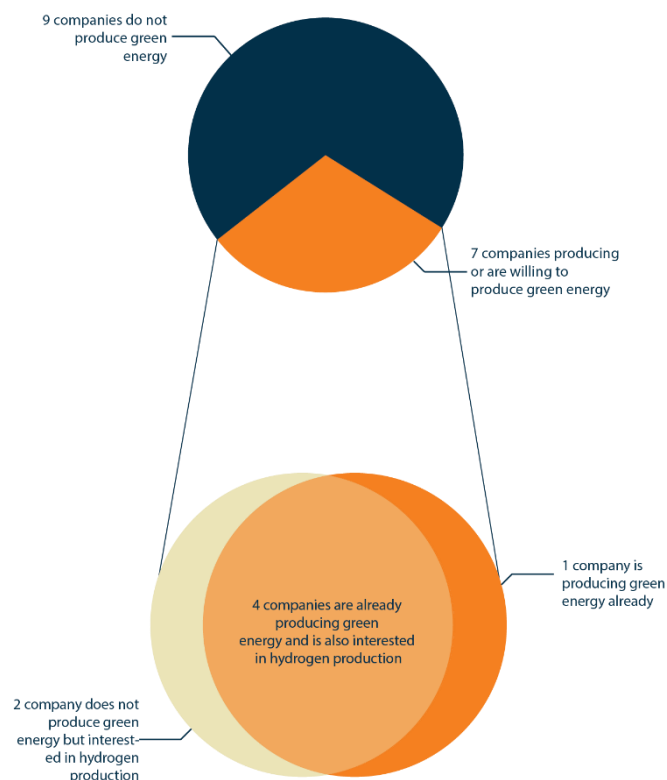 9 companies do not
produce green
energy
7 companies producing
or are willing to
produce green energy
1 company is
producing green
energy already
4 companies are already
producing green
energy and is also interested
in hydrogen production
2 company does not
produce green
energy but interest-
ed in hydrogen
production